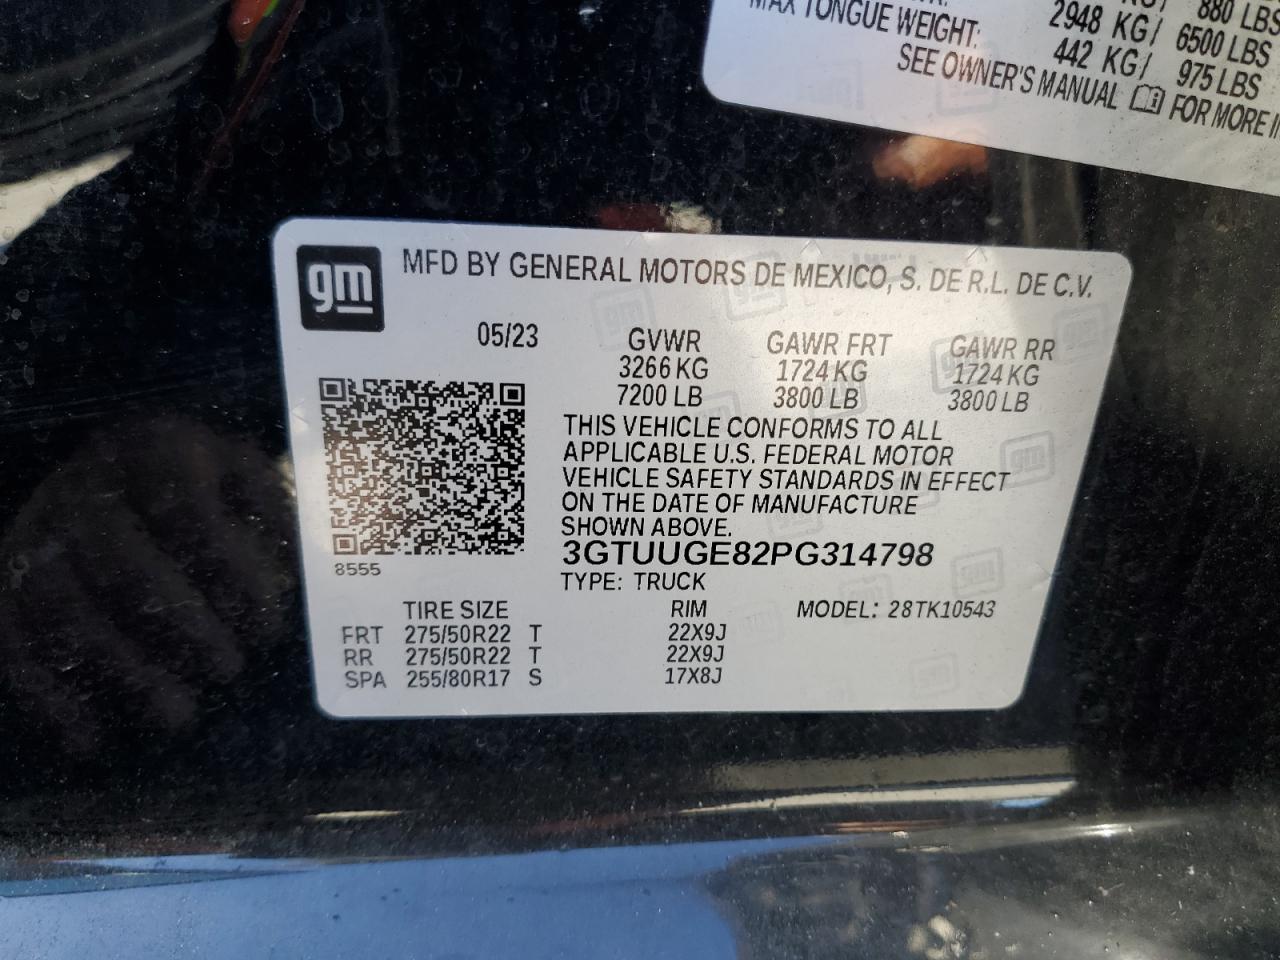 880 LBS
2948 KG/ 6500 LBS
MAX TONGUE WEIGHT: 442 KG/ 975 LBS
SEE OWNER'S MANUAL FOR MORE
gm
MFD BY GENERAL MOTORS DE MEXICO, S. DE R.L. DE C.V.
05/23 GVWR GAWR FRT GAWR RR
3266 KG 1724 KG 1724 KG
7200 LB 3800 LB 3800 LB
THIS VEHICLE CONFORMS TO ALL
APPLICABLE U.S. FEDERAL MOTOR
VEHICLE SAFETY STANDARDS IN EFFECT
ON THE DATE OF MANUFACTURE
SHOWN ABOVE.
3GTUUGE82PG314798
8555
TYPE: TRUCK
TIRE SIZE RIM MODEL: 28TK10543
FRT 275/50R22 T 22X9J
RR 275/50R22 T 22X9J
SPA 255/80R17 S 17X8J